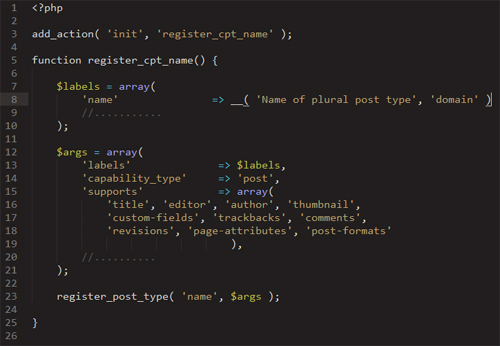 1 <?php
2
3 add_action( 'init', 'register_cpt_name' );
4
5 function register_cpt_name() {
6
7     $labels = array(
8         'name'               => __( 'Name of plural post type', 'domain' )
9         //...........
10     );
11
12     $args = array(
13         'labels'              => $labels,
14         'capability_type'     => 'post',
15         'supports'            => array(
16             'title', 'editor', 'author', 'thumbnail',
17             'custom-fields', 'trackbacks', 'comments',
18             'revisions', 'page-attributes', 'post-formats'
19                                 ),
20         //..........
21     );
22
23     register_post_type( 'name', $args );
24
25 }
26